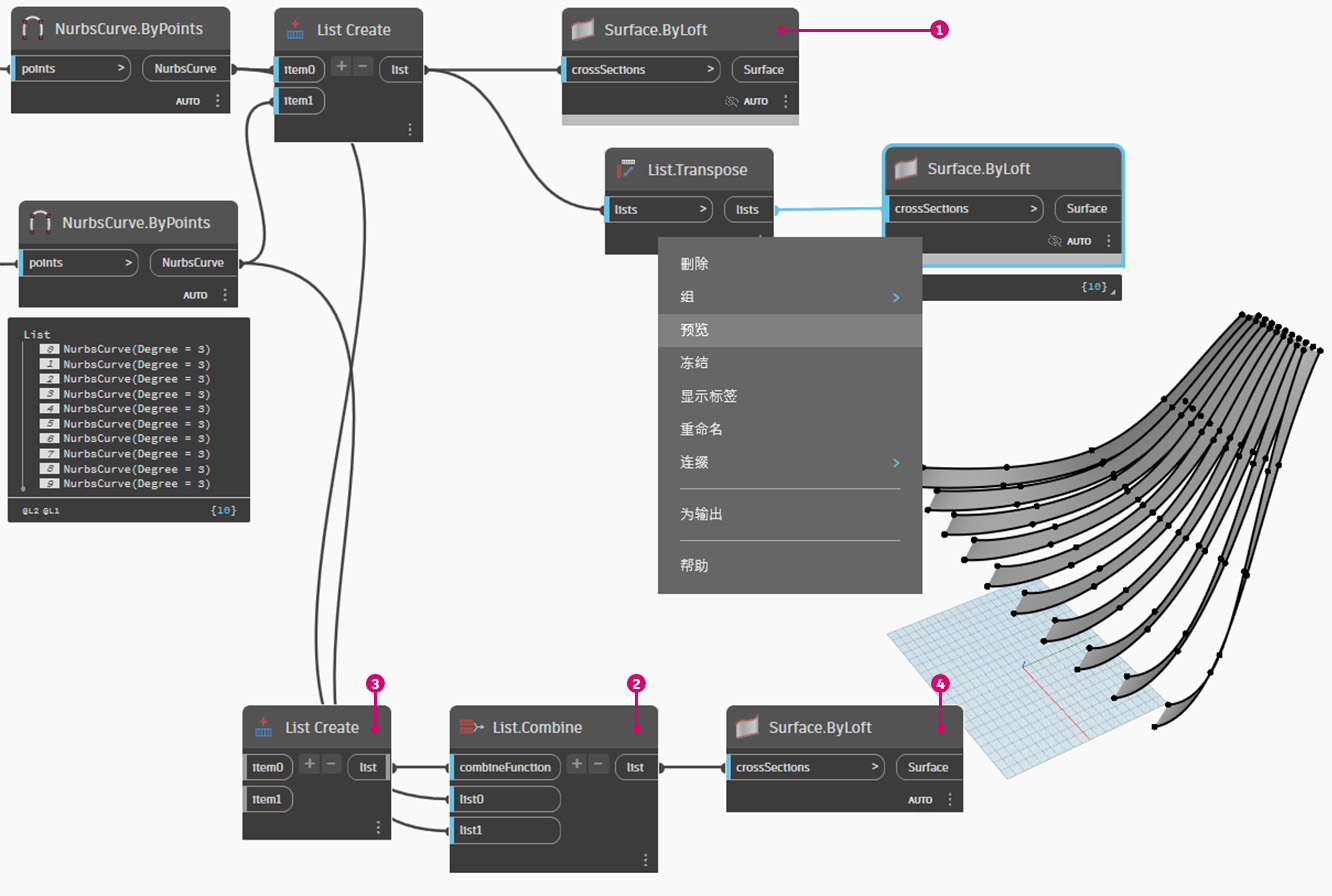 NurbsCurve.ByPoints
points > NurbsCurve
AUTO
List Create
item0 + − list
item1
Surface.ByLoft
crossSections > Surface
AUTO
1
List.Transpose
lists > lists
Surface.ByLoft
crossSections > Surface
AUTO
{10}
NurbsCurve.ByPoints
points > NurbsCurve
AUTO
List
0 NurbsCurve(Degree = 3)
1 NurbsCurve(Degree = 3)
2 NurbsCurve(Degree = 3)
3 NurbsCurve(Degree = 3)
4 NurbsCurve(Degree = 3)
5 NurbsCurve(Degree = 3)
6 NurbsCurve(Degree = 3)
7 NurbsCurve(Degree = 3)
8 NurbsCurve(Degree = 3)
9 NurbsCurve(Degree = 3)
@L2 @L1 {10}
删除
组 >
预览
冻结
显示标签
重命名
连缀 >
为输出
帮助
3
List Create
item0 + − list
item1
2
List.Combine
combineFunction + − list
list0
list1
4
Surface.ByLoft
crossSections > Surface
AUTO